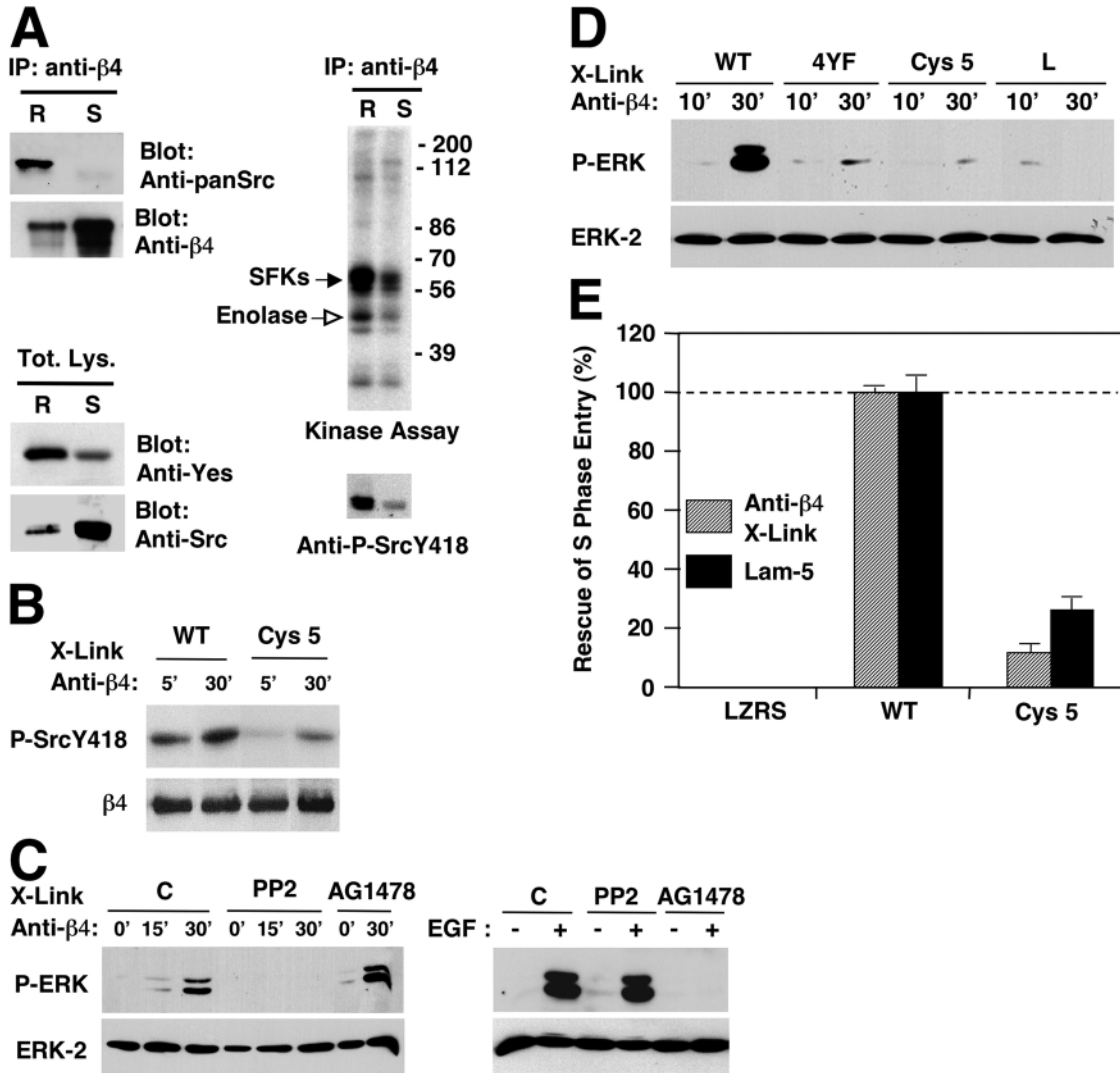 A
IP: anti-β4
R S
Blot:
Anti-panSrc
Blot:
Anti-β4
Tot. Lys.
R S
Blot:
Anti-Yes
Blot:
Anti-Src
IP: anti-β4
R S
- 200
- 112
- 86
- 70
- 56
- 39
SFKs
Enolase
Kinase Assay
Anti-P-SrcY418
B
WT Cys 5
X-Link
Anti-β4: 5’ 30’ 5’ 30’
P-SrcY418
β4
C
X-Link C PP2 AG1478
Anti-β4: 0’ 15’ 30’ 0’ 15’ 30’ 0’ 30’
P-ERK
ERK-2
C PP2 AG1478
EGF : - + - + - +
D
WT 4YF Cys 5 L
X-Link
Anti-β4: 10’ 30’ 10’ 30’ 10’ 30’ 10’ 30’
P-ERK
ERK-2
E
Rescue of S Phase Entry (%)
120
100
80
60
40
20
0
Anti-β4
X-Link
Lam-5
LZRS WT Cys 5